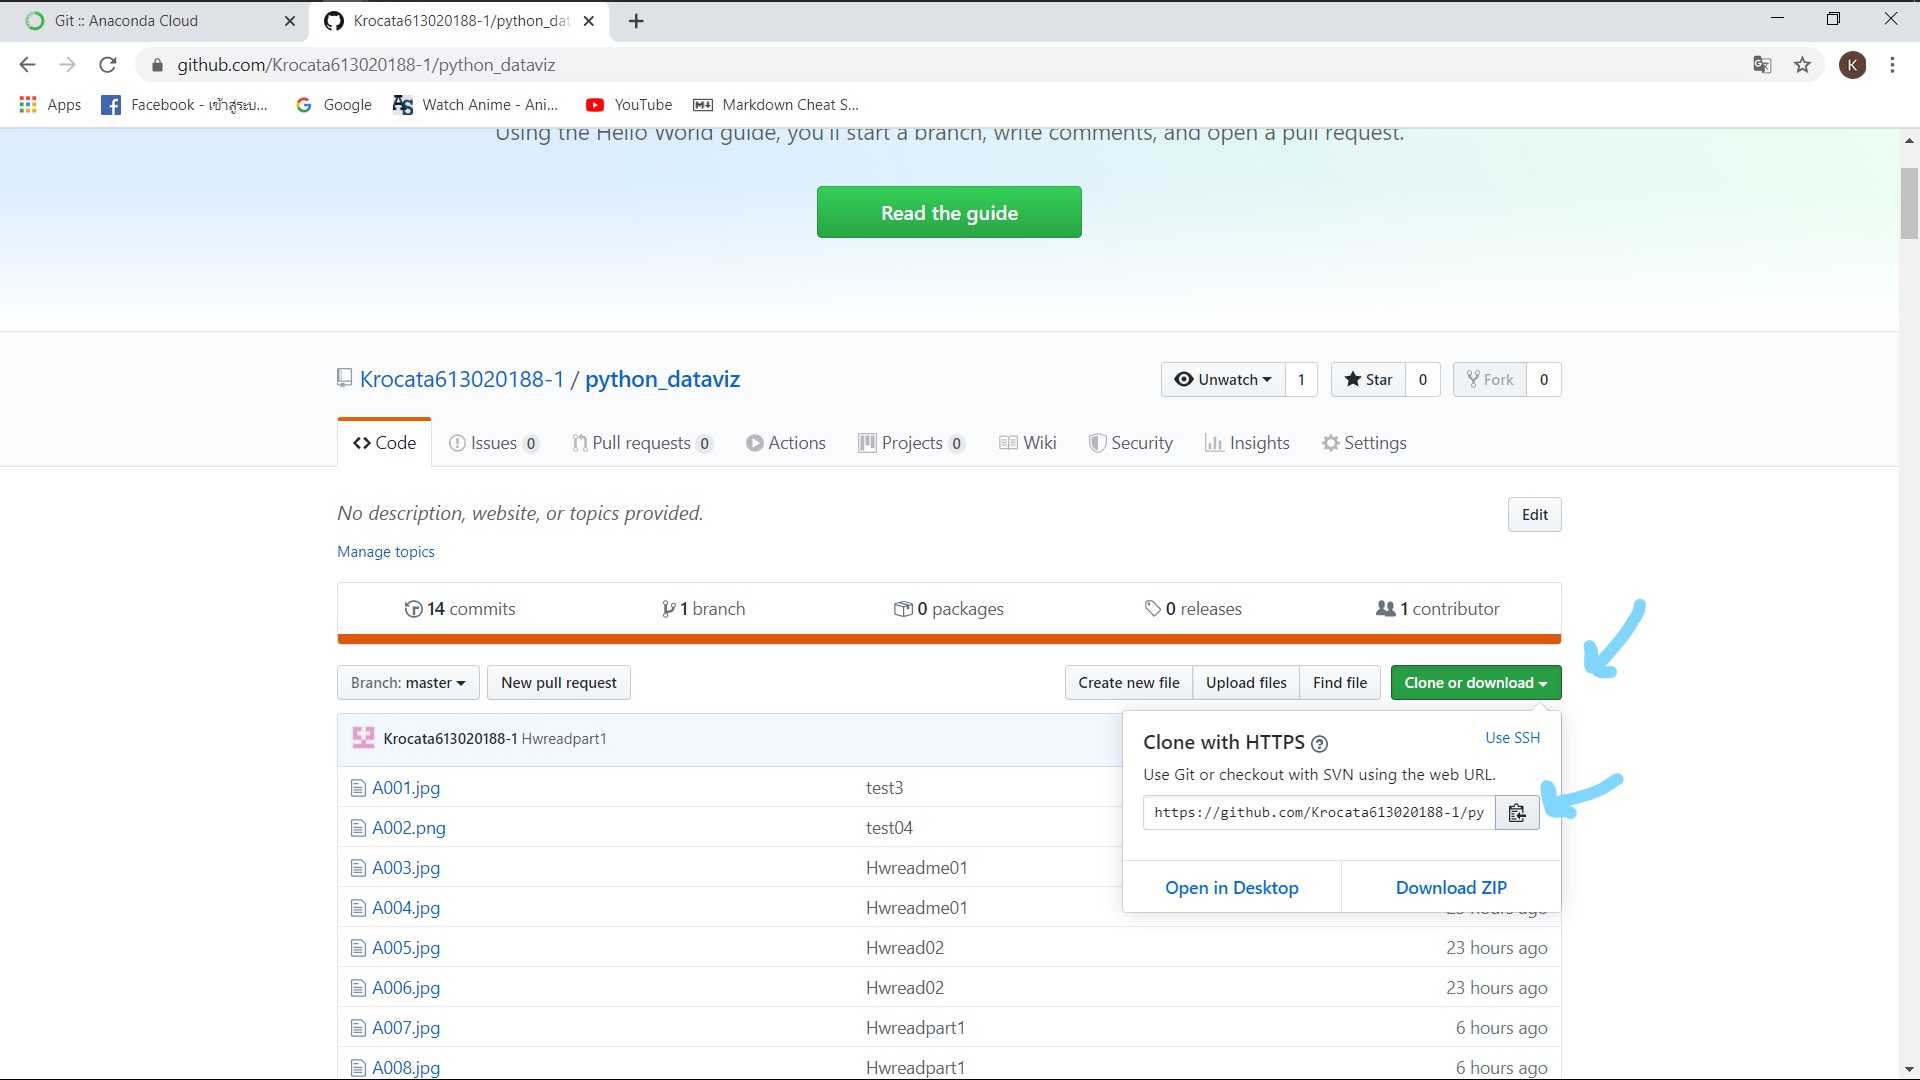 Git :: Anaconda Cloud
Krocata613020188-1/python_dat
github.com/Krocata613020188-1/python_dataviz
K
Apps
Facebook - เข้าสู่ระบ...
Google
Watch Anime - Ani...
YouTube
Markdown Cheat S...
Using the Hello World guide, you'll start a branch, write comments, and open a pull request.
Read the guide
Krocata613020188-1 / python_dataviz
Unwatch 1
Star 0
Fork 0
Code
Issues 0
Pull requests 0
Actions
Projects 0
Wiki
Security
Insights
Settings
No description, website, or topics provided.
Edit
Manage topics
14 commits
1 branch
0 packages
0 releases
1 contributor
Branch: master
New pull request
Create new file
Upload files
Find file
Clone or download
Krocata613020188-1 Hwreadpart1
Clone with HTTPS
Use SSH
Use Git or checkout with SVN using the web URL.
https://github.com/Krocata613020188-1/py
Open in Desktop
Download ZIP
A001.jpg test3
A002.png test04
A003.jpg Hwreadme01
A004.jpg Hwreadme01 23 hours ago
A005.jpg Hwread02 23 hours ago
A006.jpg Hwread02 23 hours ago
A007.jpg Hwreadpart1 6 hours ago
A008.jpg Hwreadpart1 6 hours ago